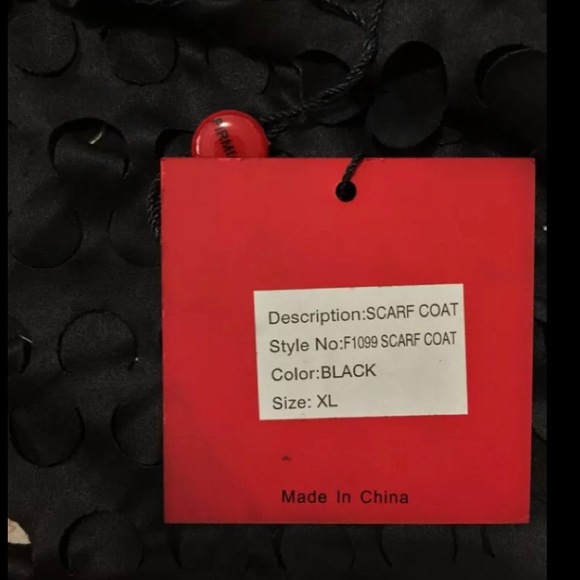 Description:SCARF COAT
Style No:F1099 SCARF COAT
Color:BLACK
Size: XL
Made In China